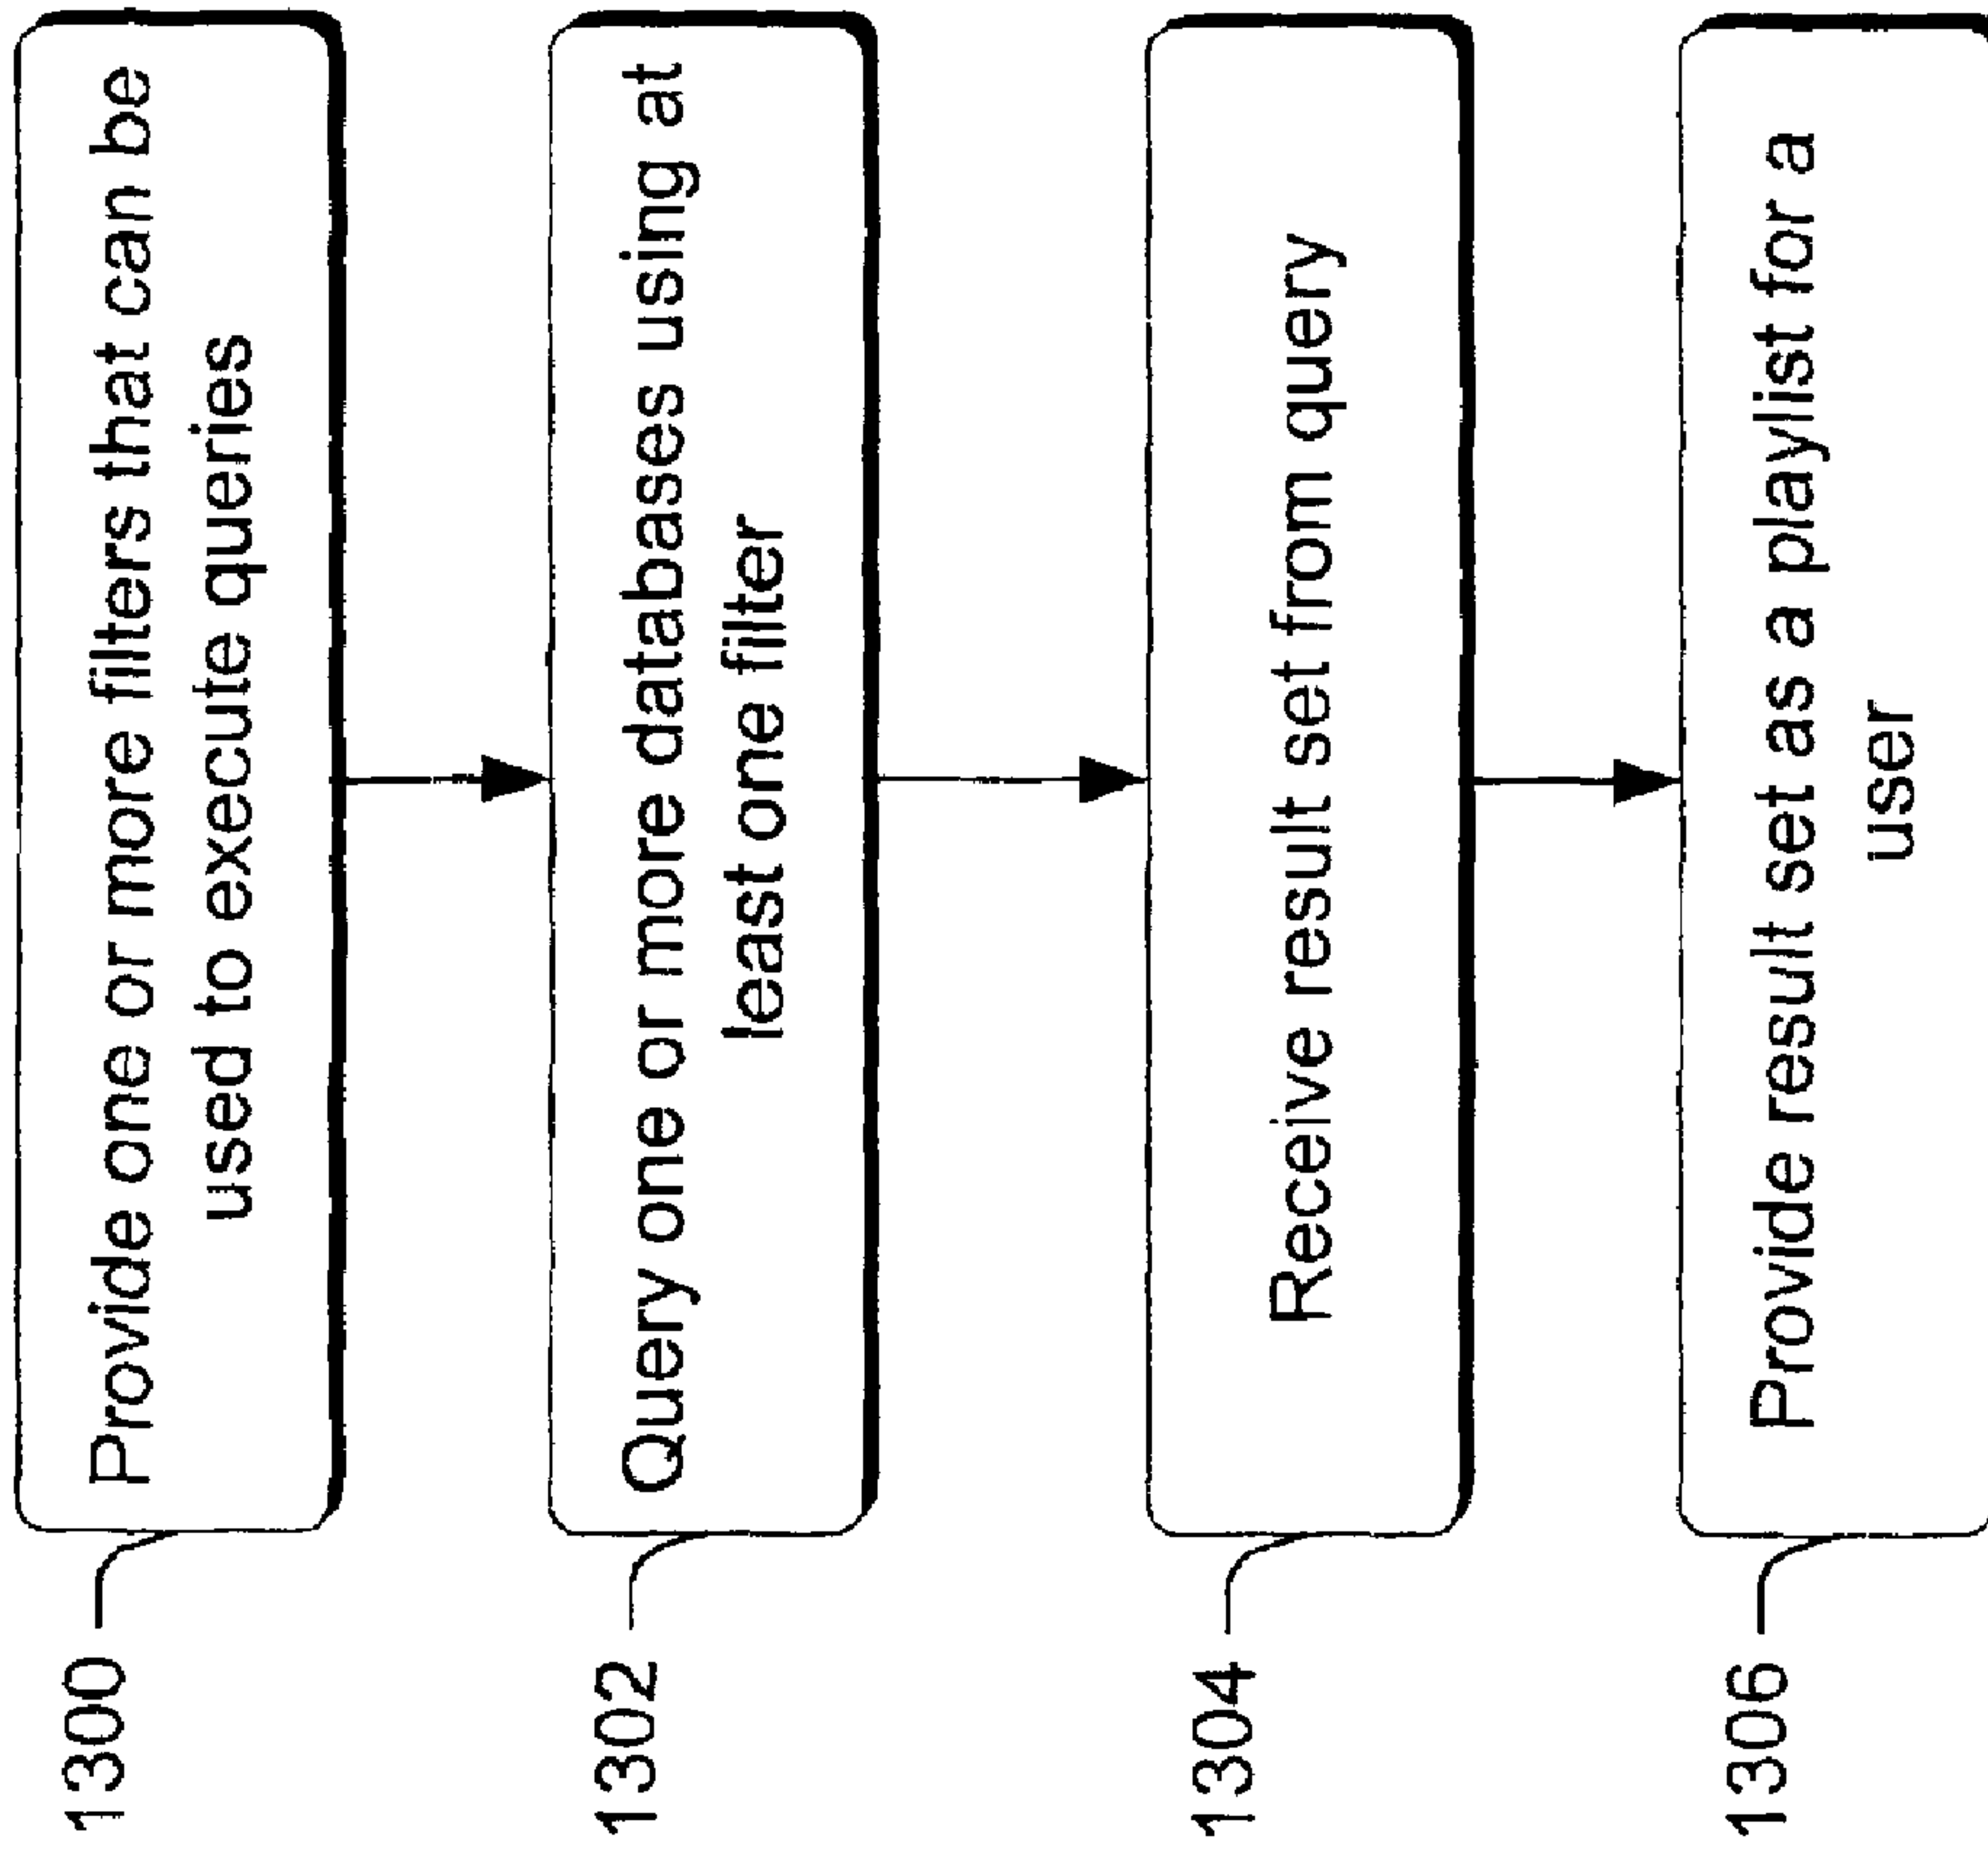 1300
Provide one or more filters that can be
used to execute queries
1302
Query one or more databases using at
least one filter
1304
Receive result set from query
1306
Provide result set as a playlist for a
user